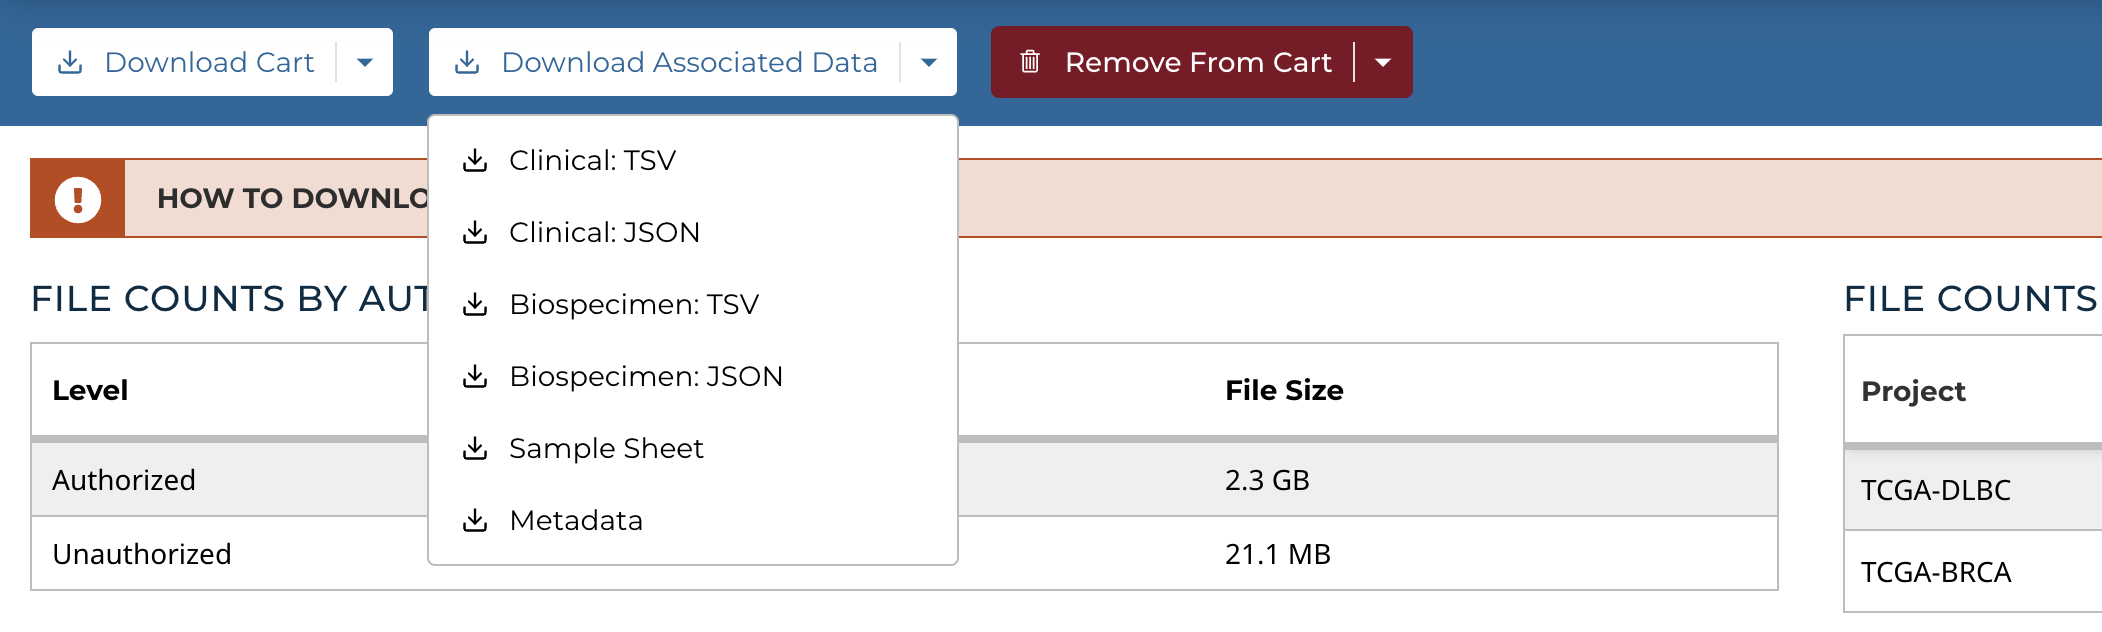 Download Cart
Download Associated Data
Remove From Cart
Clinical: TSV
Clinical: JSON
Biospecimen: TSV
Biospecimen: JSON
Sample Sheet
Metadata
HOW TO DOWNLO
FILE COUNTS BY AUT
Level File Size
Authorized 2.3 GB
Unauthorized 21.1 MB
FILE COUNTS
Project
TCGA-DLBC
TCGA-BRCA